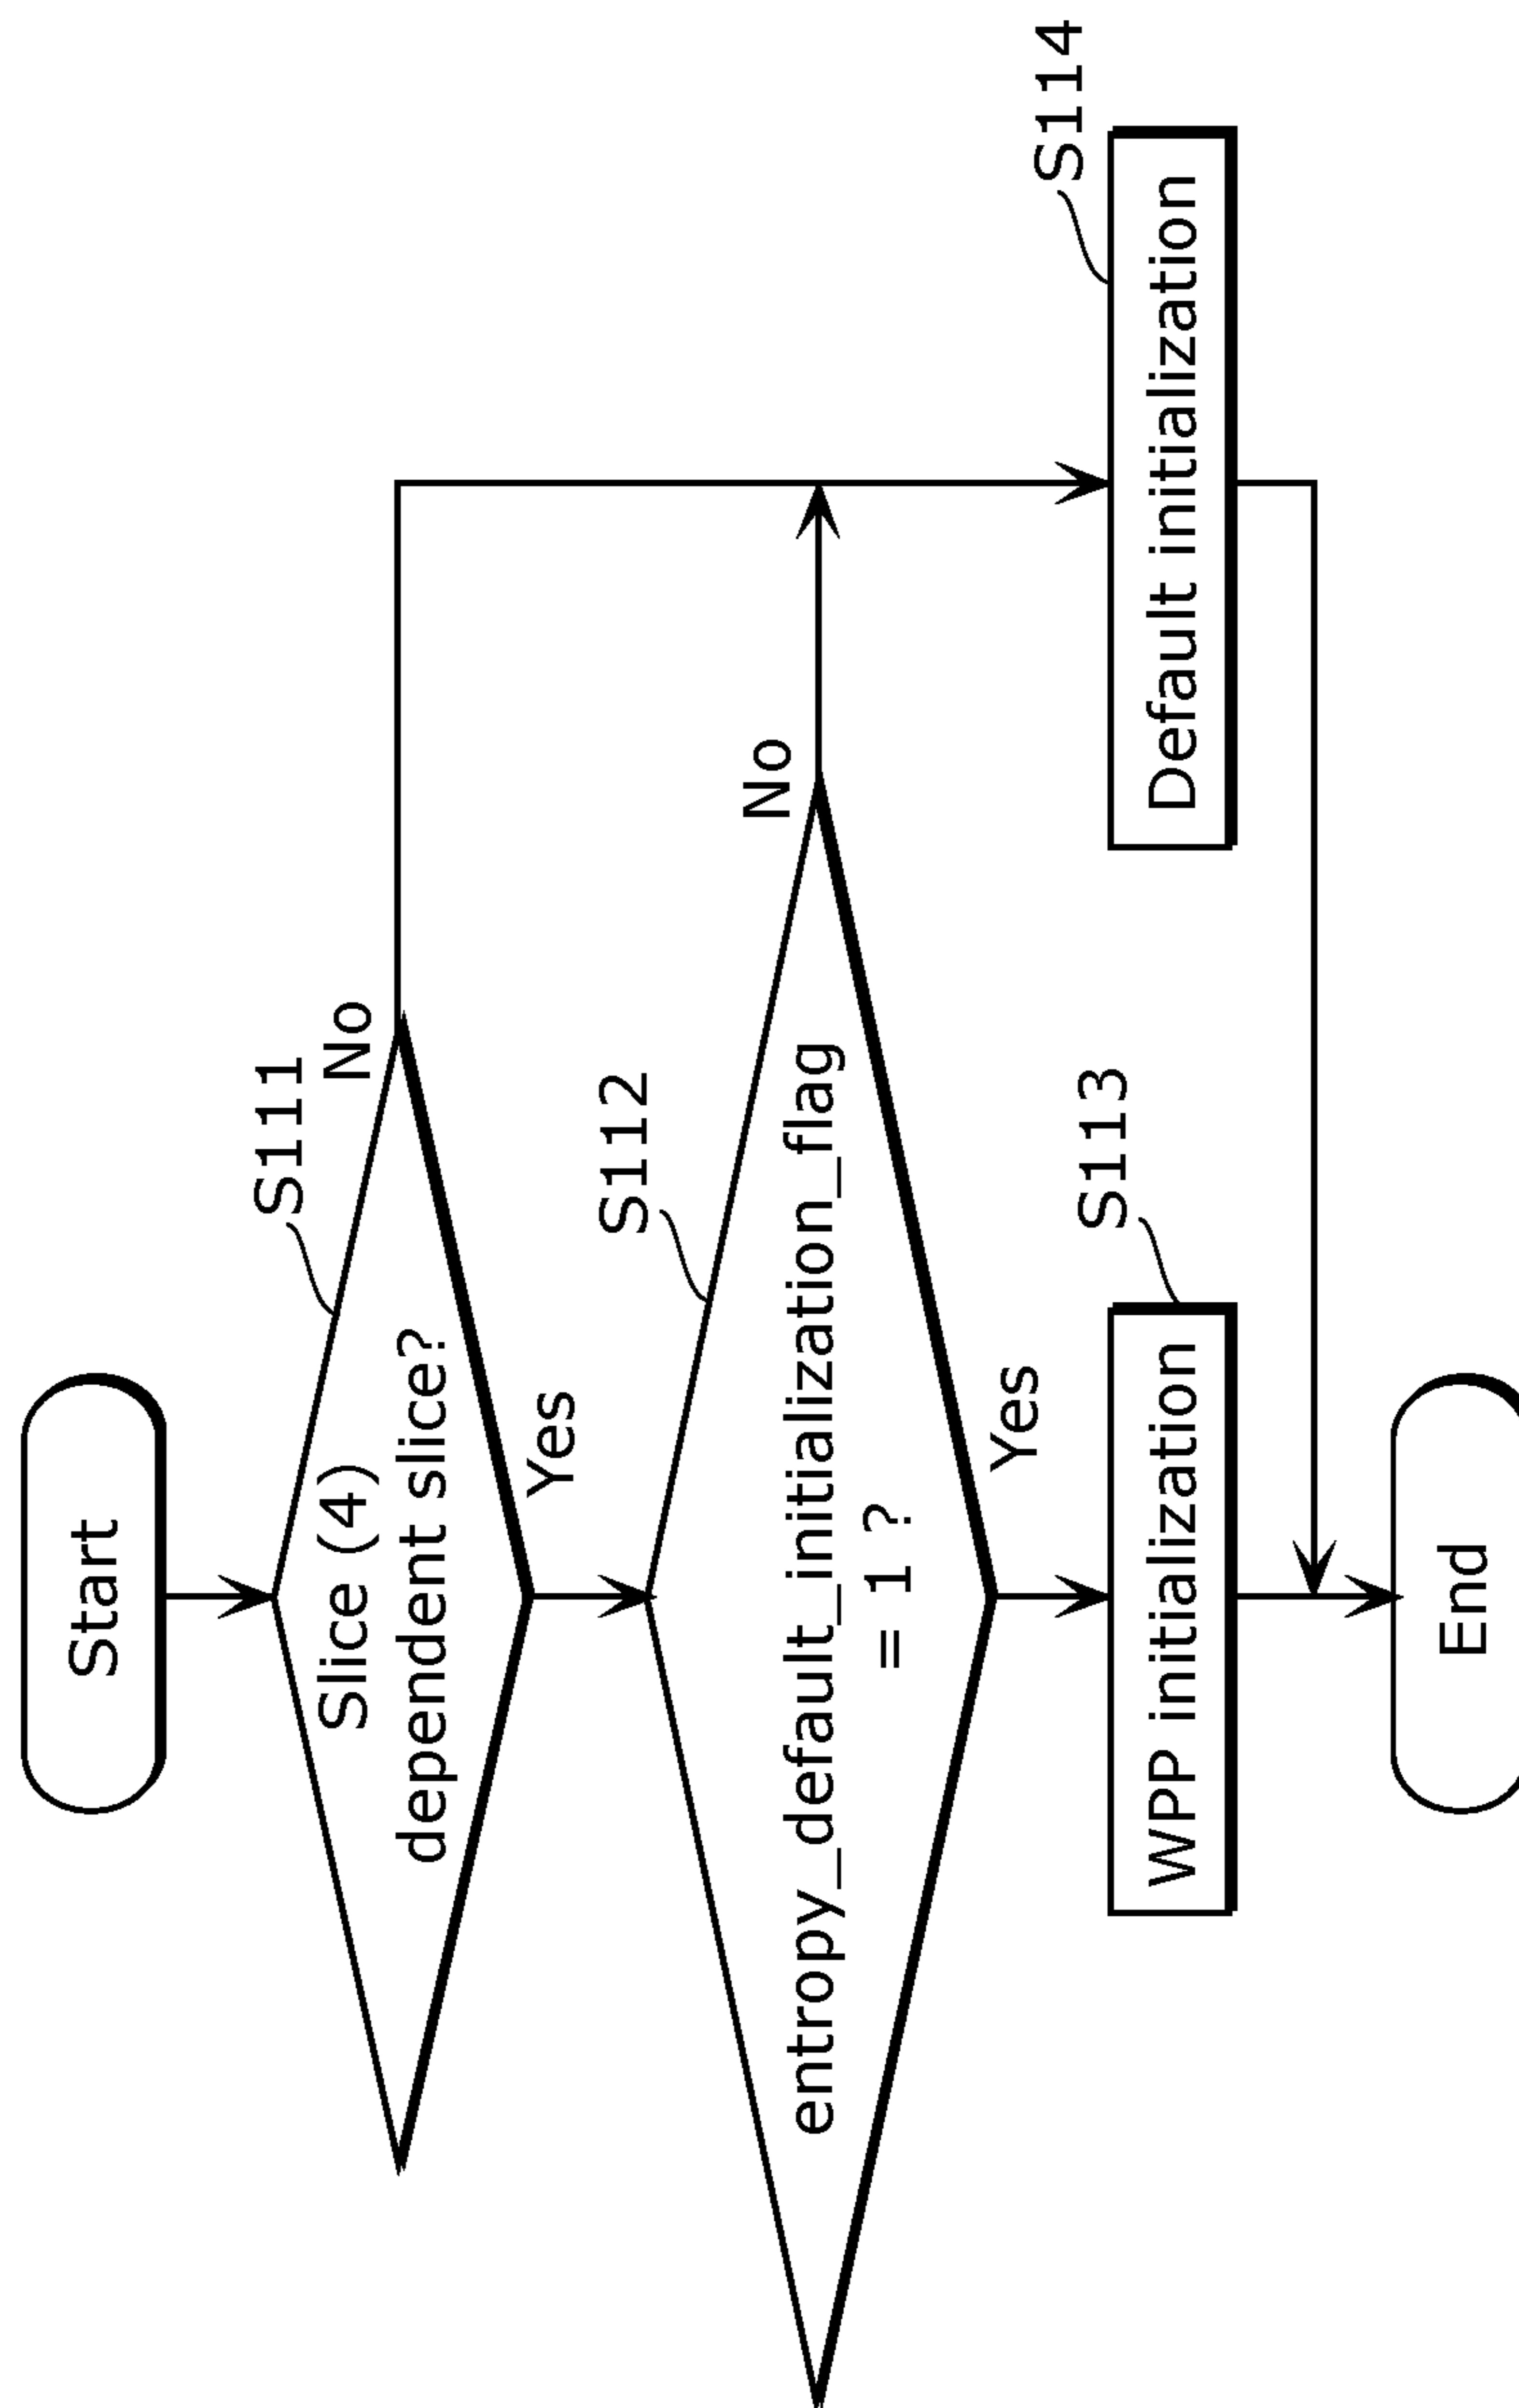 Start
S111
Slice (4)
dependent slice?
No
Yes
S112
entropy_default_initialization_flag
= 1 ?
No
Yes
S113
WPP initialization
S114
Default initialization
End